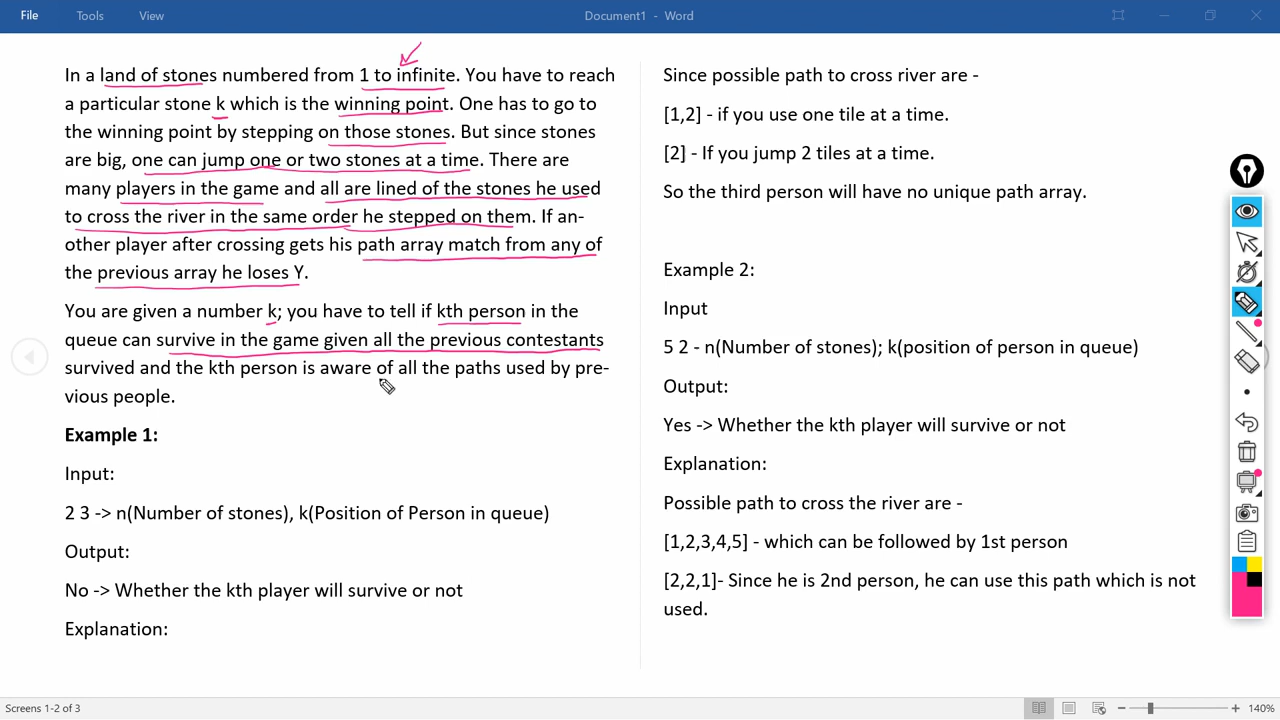 File Tools View Document1 - Word
In a land of stones numbered from 1 to infinite. You have to reach
a particular stone k which is the winning point. One has to go to
the winning point by stepping on those stones. But since stones
are big, one can jump one or two stones at a time. There are
many players in the game and all are lined of the stones he used
to cross the river in the same order he stepped on them. If an-
other player after crossing gets his path array match from any of
the previous array he loses Y.
You are given a number k; you have to tell if kth person in the
queue can survive in the game given all the previous contestants
survived and the kth person is aware of all the paths used by pre-
vious people.
Example 1:
Input:
2 3 -> n(Number of stones), k(Position of Person in queue)
Output:
No -> Whether the kth player will survive or not
Explanation:
Since possible path to cross river are -
[1,2] - if you use one tile at a time.
[2] - If you jump 2 tiles at a time.
So the third person will have no unique path array.
Example 2:
Input
5 2 - n(Number of stones); k(position of person in queue)
Output:
Yes -> Whether the kth player will survive or not
Explanation:
Possible path to cross the river are -
[1,2,3,4,5] - which can be followed by 1st person
[2,2,1]- Since he is 2nd person, he can use this path which is not
used.
Screens 1-2 of 3 140%